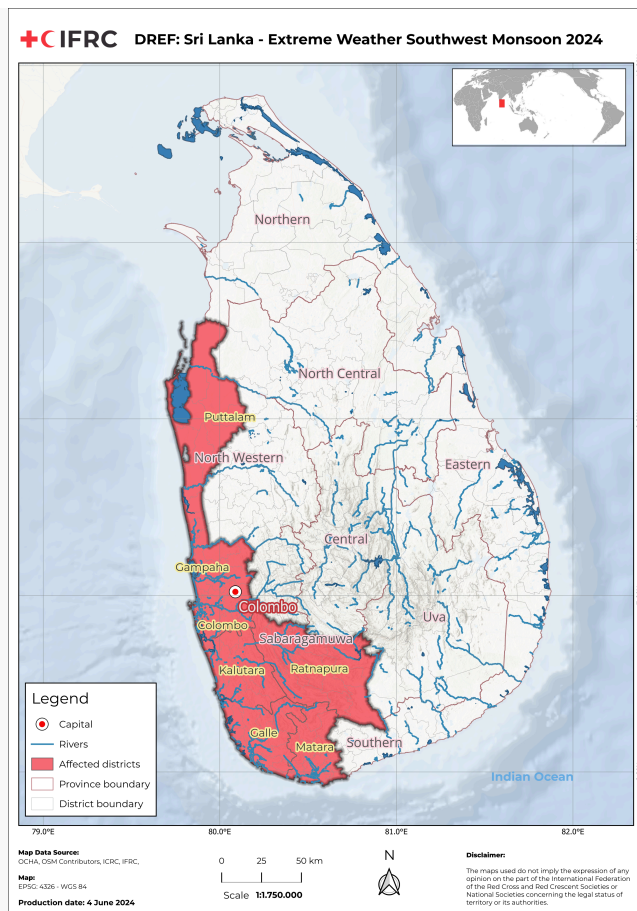 IFRC
DREF: Sri Lanka - Extreme Weather Southwest Monsoon 2024
Northern
North Central
Puttalam
North Western
Eastern
Central
Gampaha
Colombo
Colombo
Uva
Sabaragamuwa
Kalutara
Ratnapura
Galle
Matara
Southern
Indian Ocean
Legend
Capital
Rivers
Affected districts
Province boundary
District boundary
79.0°E
80.0°E
81.0°E
82.0°E
Map Data Source:
OCHA, OSM Contributors, ICRC, IFRC,
Map:
EPSG: 4326 - WGS 84
Production date: 4 June 2024
0 25 50 km
Scale 1:1.750.000
N
Disclaimer:
The maps used do not imply the expression of any
opinion on the part of the International Federation
of the Red Cross and Red Crescent Societies or
National Societies concerning the legal status of
territory or its authorities.